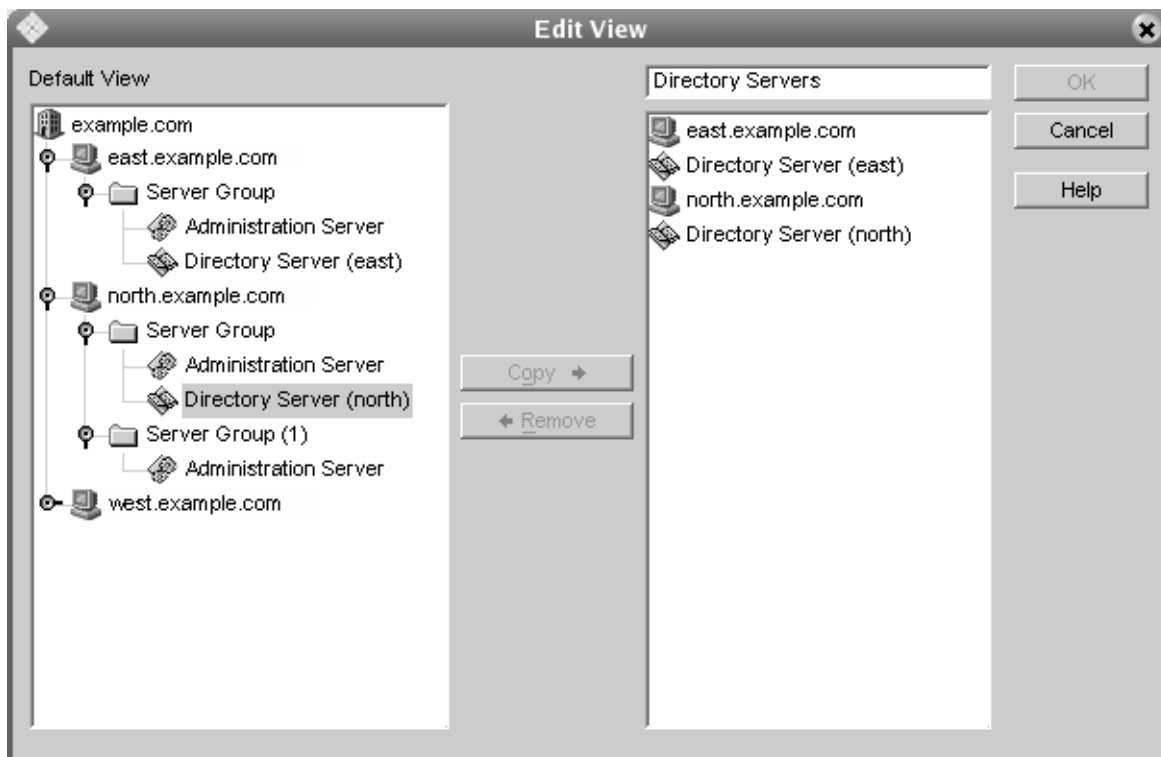 Edit View
Default View
example.com
east.example.com
Server Group
Administration Server
Directory Server (east)
north.example.com
Server Group
Administration Server
Directory Server (north)
Server Group (1)
Administration Server
west.example.com
Copy
Remove
Directory Servers
east.example.com
Directory Server (east)
north.example.com
Directory Server (north)
OK
Cancel
Help